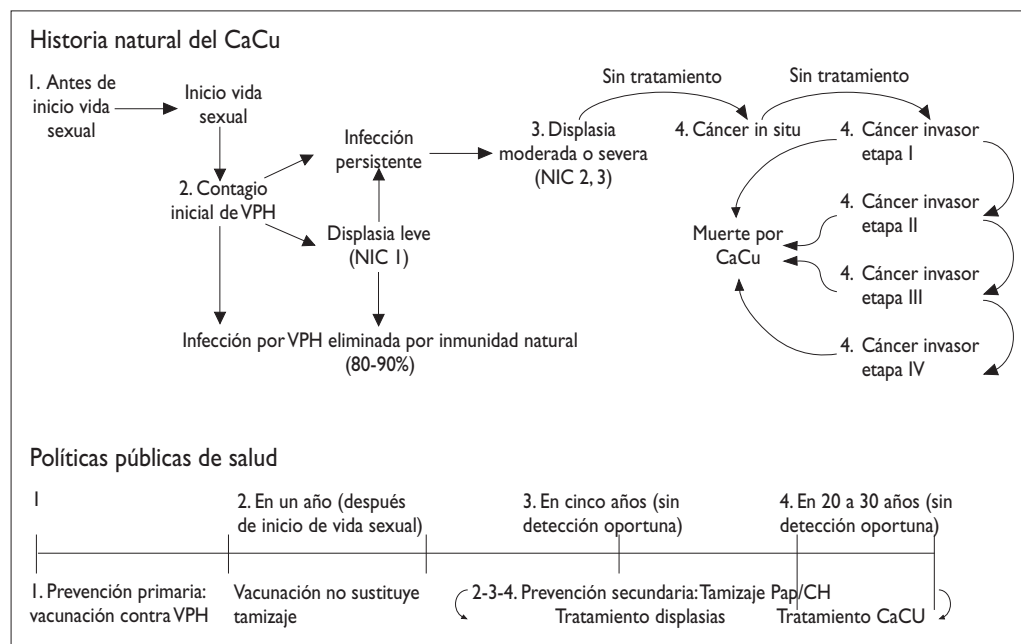 Historia natural del CaCu
1. Antes de
inicio vida
sexual
Inicio vida
sexual
2. Contagio
inicial de VPH
Infección
persistente
Displasia leve
(NIC 1)
Infección por VPH eliminada por inmunidad natural
(80-90%)
3. Displasia
moderada o severa
(NIC 2, 3)
Sin tratamiento
4. Cáncer in situ
Sin tratamiento
4. Cáncer invasor
etapa I
4. Cáncer invasor
etapa II
4. Cáncer invasor
etapa III
4. Cáncer invasor
etapa IV
Muerte por
CaCu
Políticas públicas de salud
1
2. En un año (después
de inicio de vida sexual)
3. En cinco años (sin
detección oportuna)
4. En 20 a 30 años (sin
detección oportuna)
1. Prevención primaria:
vacunación contra VPH
Vacunación no sustituye
tamizaje
2-3-4. Prevención secundaria: Tamizaje Pap/CH
Tratamiento displasias
Tratamiento CaCU